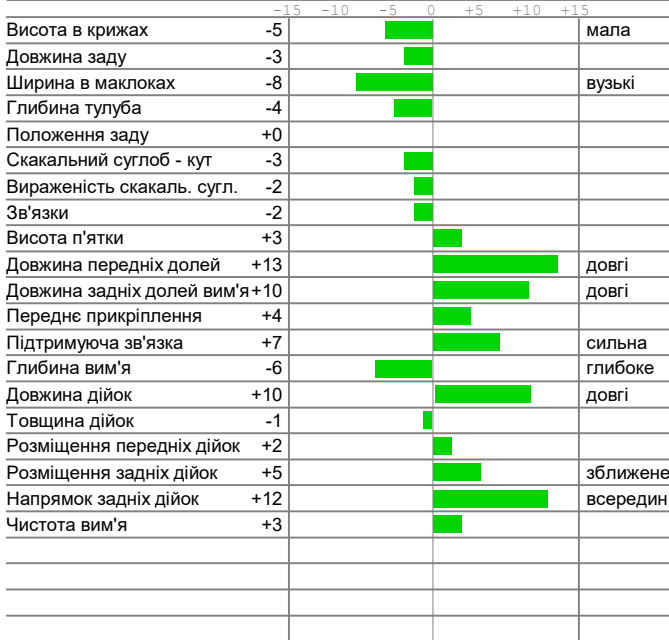 -15 -10 -5 0 +5 +10 +15
Висота в крижах -5 мала
Довжина заду -3
Ширина в маклоках -8 вузькі
Глибина тулуба -4
Положення заду +0
Скакальний суглоб - кут -3
Вираженість скакаль. сугл. -2
Зв'язки -2
Висота п'ятки +3
Довжина передніх долей +13 довгі
Довжина задніх долей вим'я +10 довгі
Переднє прикріплення +4
Підтримуюча зв'язка +7 сильна
Глибина вим'я -6 глибоке
Довжина дійок +10 довгі
Товщина дійок -1
Розміщення передніх дійок +2
Розміщення задніх дійок +5 зближене
Напрямок задніх дійок +12 всередин
Чистота вим'я +3